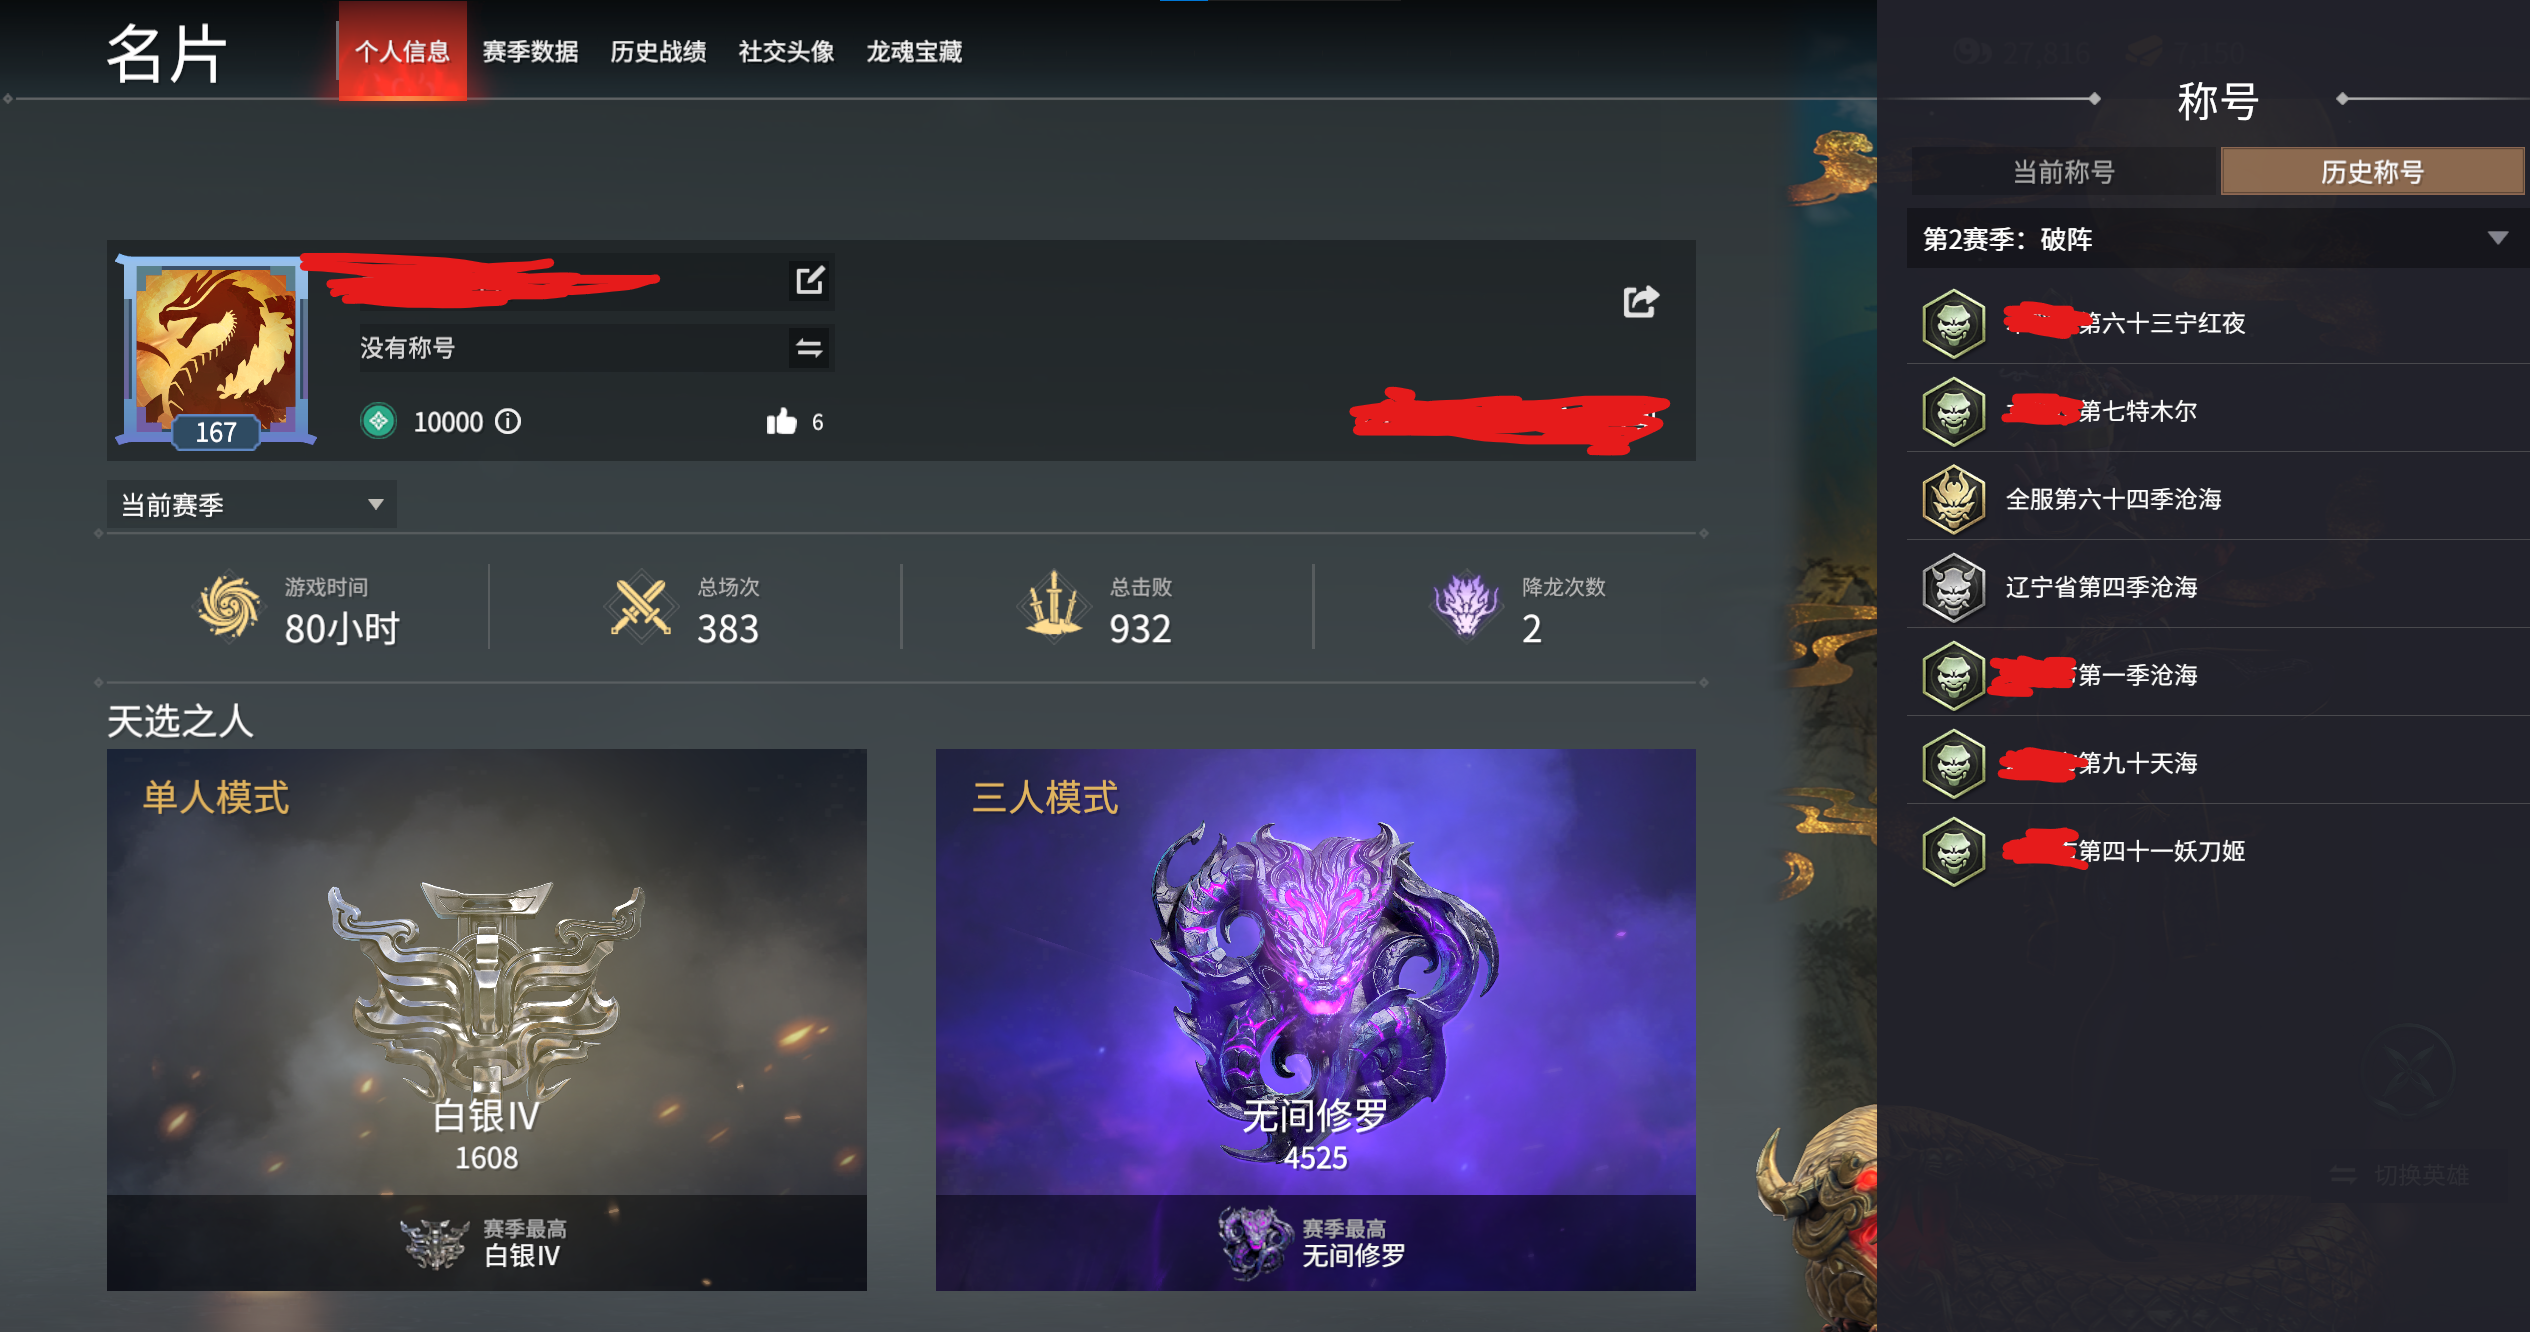 名片
个人信息 赛季数据 历史战绩 社交头像 龙魂宝藏
27,816 7,150
称号
当前称号 历史称号
第2赛季：破阵
第六十三宁红夜
第七特木尔
全服第六十四季沧海
辽宁省第四季沧海
第一季沧海
第九十天海
第四十一妖刀姬
切换英雄
167
没有称号
10000
6
当前赛季
游戏时间
80小时
总场次
383
总击败
932
降龙次数
2
天选之人
单人模式
白银IV
1608
赛季最高
白银IV
三人模式
无间修罗
4525
赛季最高
无间修罗